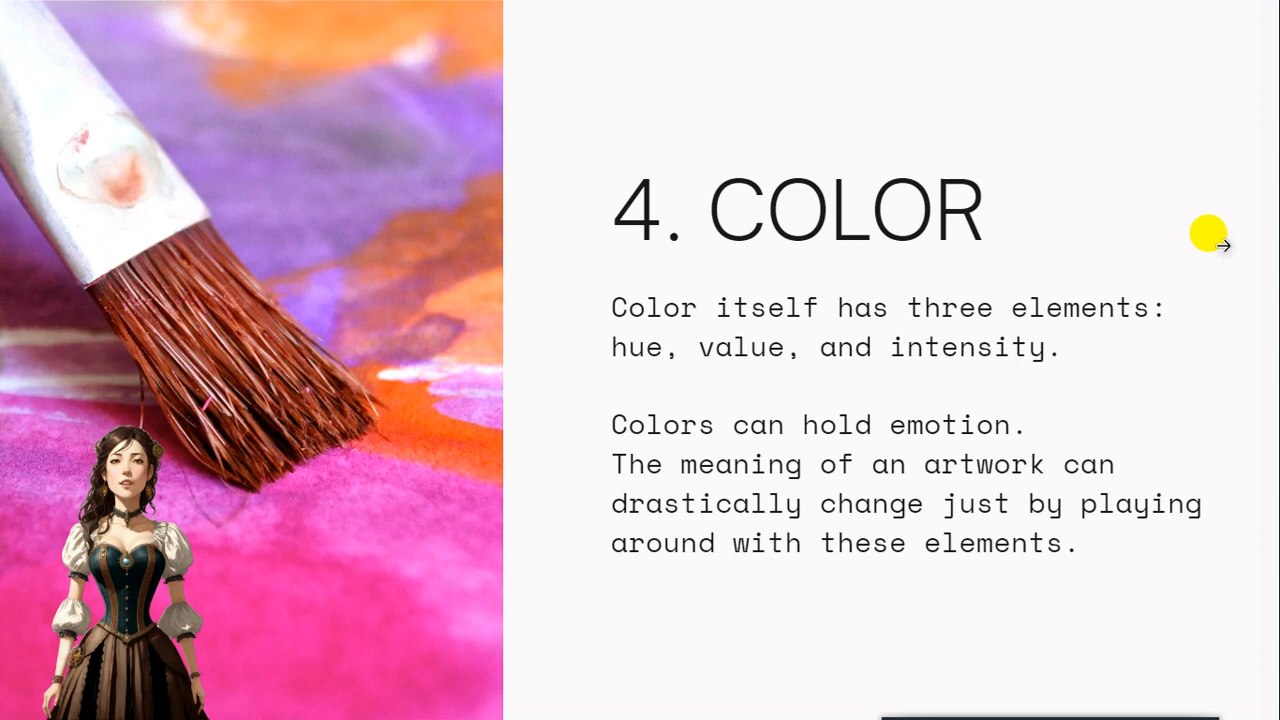 4. COLOR
Color itself has three elements:
hue, value, and intensity.
Colors can hold emotion.
The meaning of an artwork can
drastically change just by playing
around with these elements.